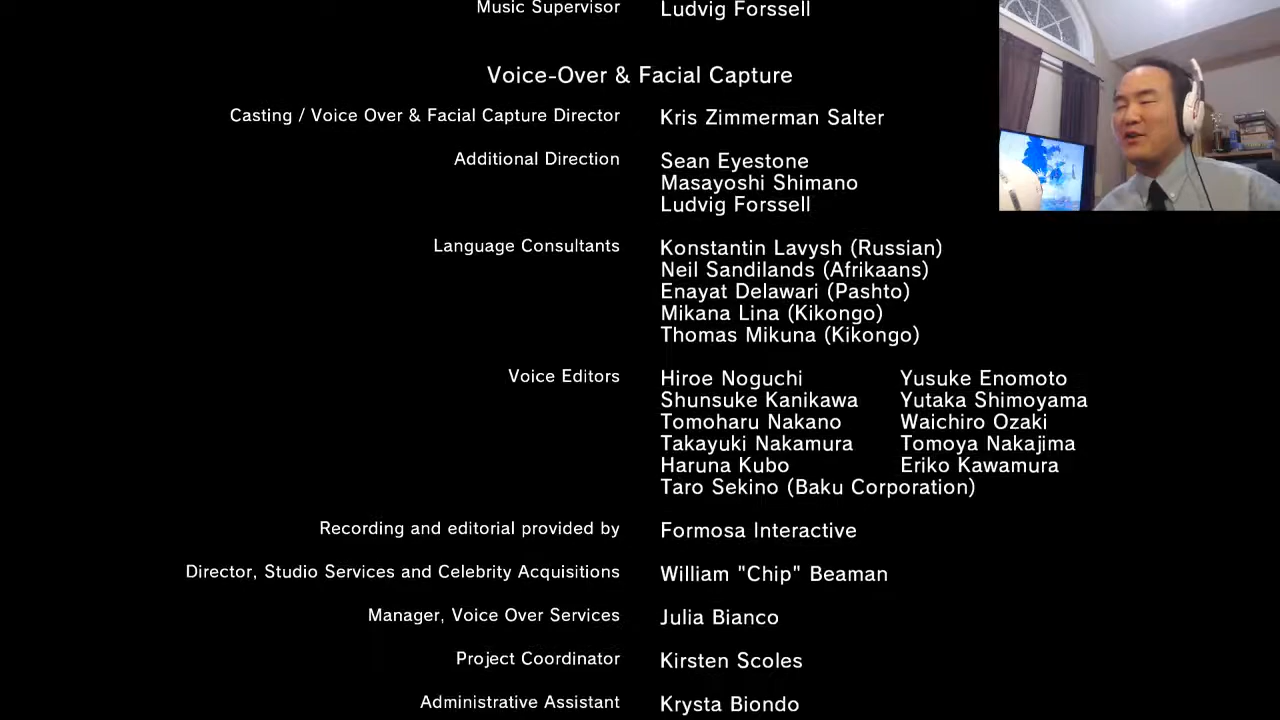 Music Supervisor Ludvig Forssell
Voice-Over & Facial Capture
Casting / Voice Over & Facial Capture Director Kris Zimmerman Salter
Additional Direction Sean Eyestone
Masayoshi Shimano
Ludvig Forssell
Language Consultants Konstantin Lavysh (Russian)
Neil Sandilands (Afrikaans)
Enayat Delawari (Pashto)
Mikana Lina (Kikongo)
Thomas Mikuna (Kikongo)
Voice Editors Hiroe Noguchi Yusuke Enomoto
Shunsuke Kanikawa Yutaka Shimoyama
Tomoharu Nakano Waichiro Ozaki
Takayuki Nakamura Tomoya Nakajima
Haruna Kubo Eriko Kawamura
Taro Sekino (Baku Corporation)
Recording and editorial provided by Formosa Interactive
Director, Studio Services and Celebrity Acquisitions William "Chip" Beaman
Manager, Voice Over Services Julia Bianco
Project Coordinator Kirsten Scoles
Administrative Assistant Krysta Biondo